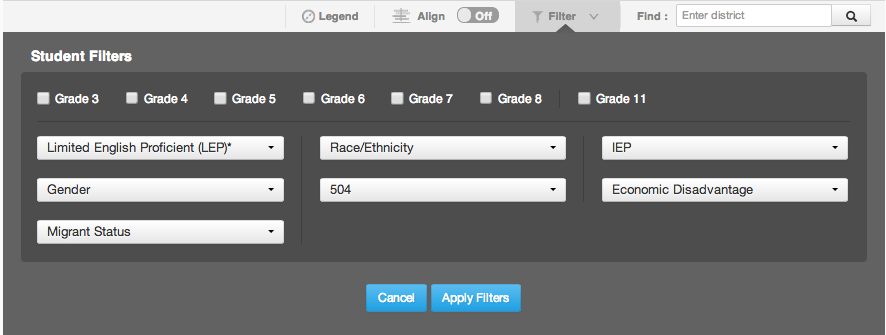 Legend Align Off Filter Find : Enter district
Student Filters
Grade 3 Grade 4 Grade 5 Grade 6 Grade 7 Grade 8 Grade 11
Limited English Proficient (LEP)* Race/Ethnicity IEP
Gender 504 Economic Disadvantage
Migrant Status
Cancel Apply Filters